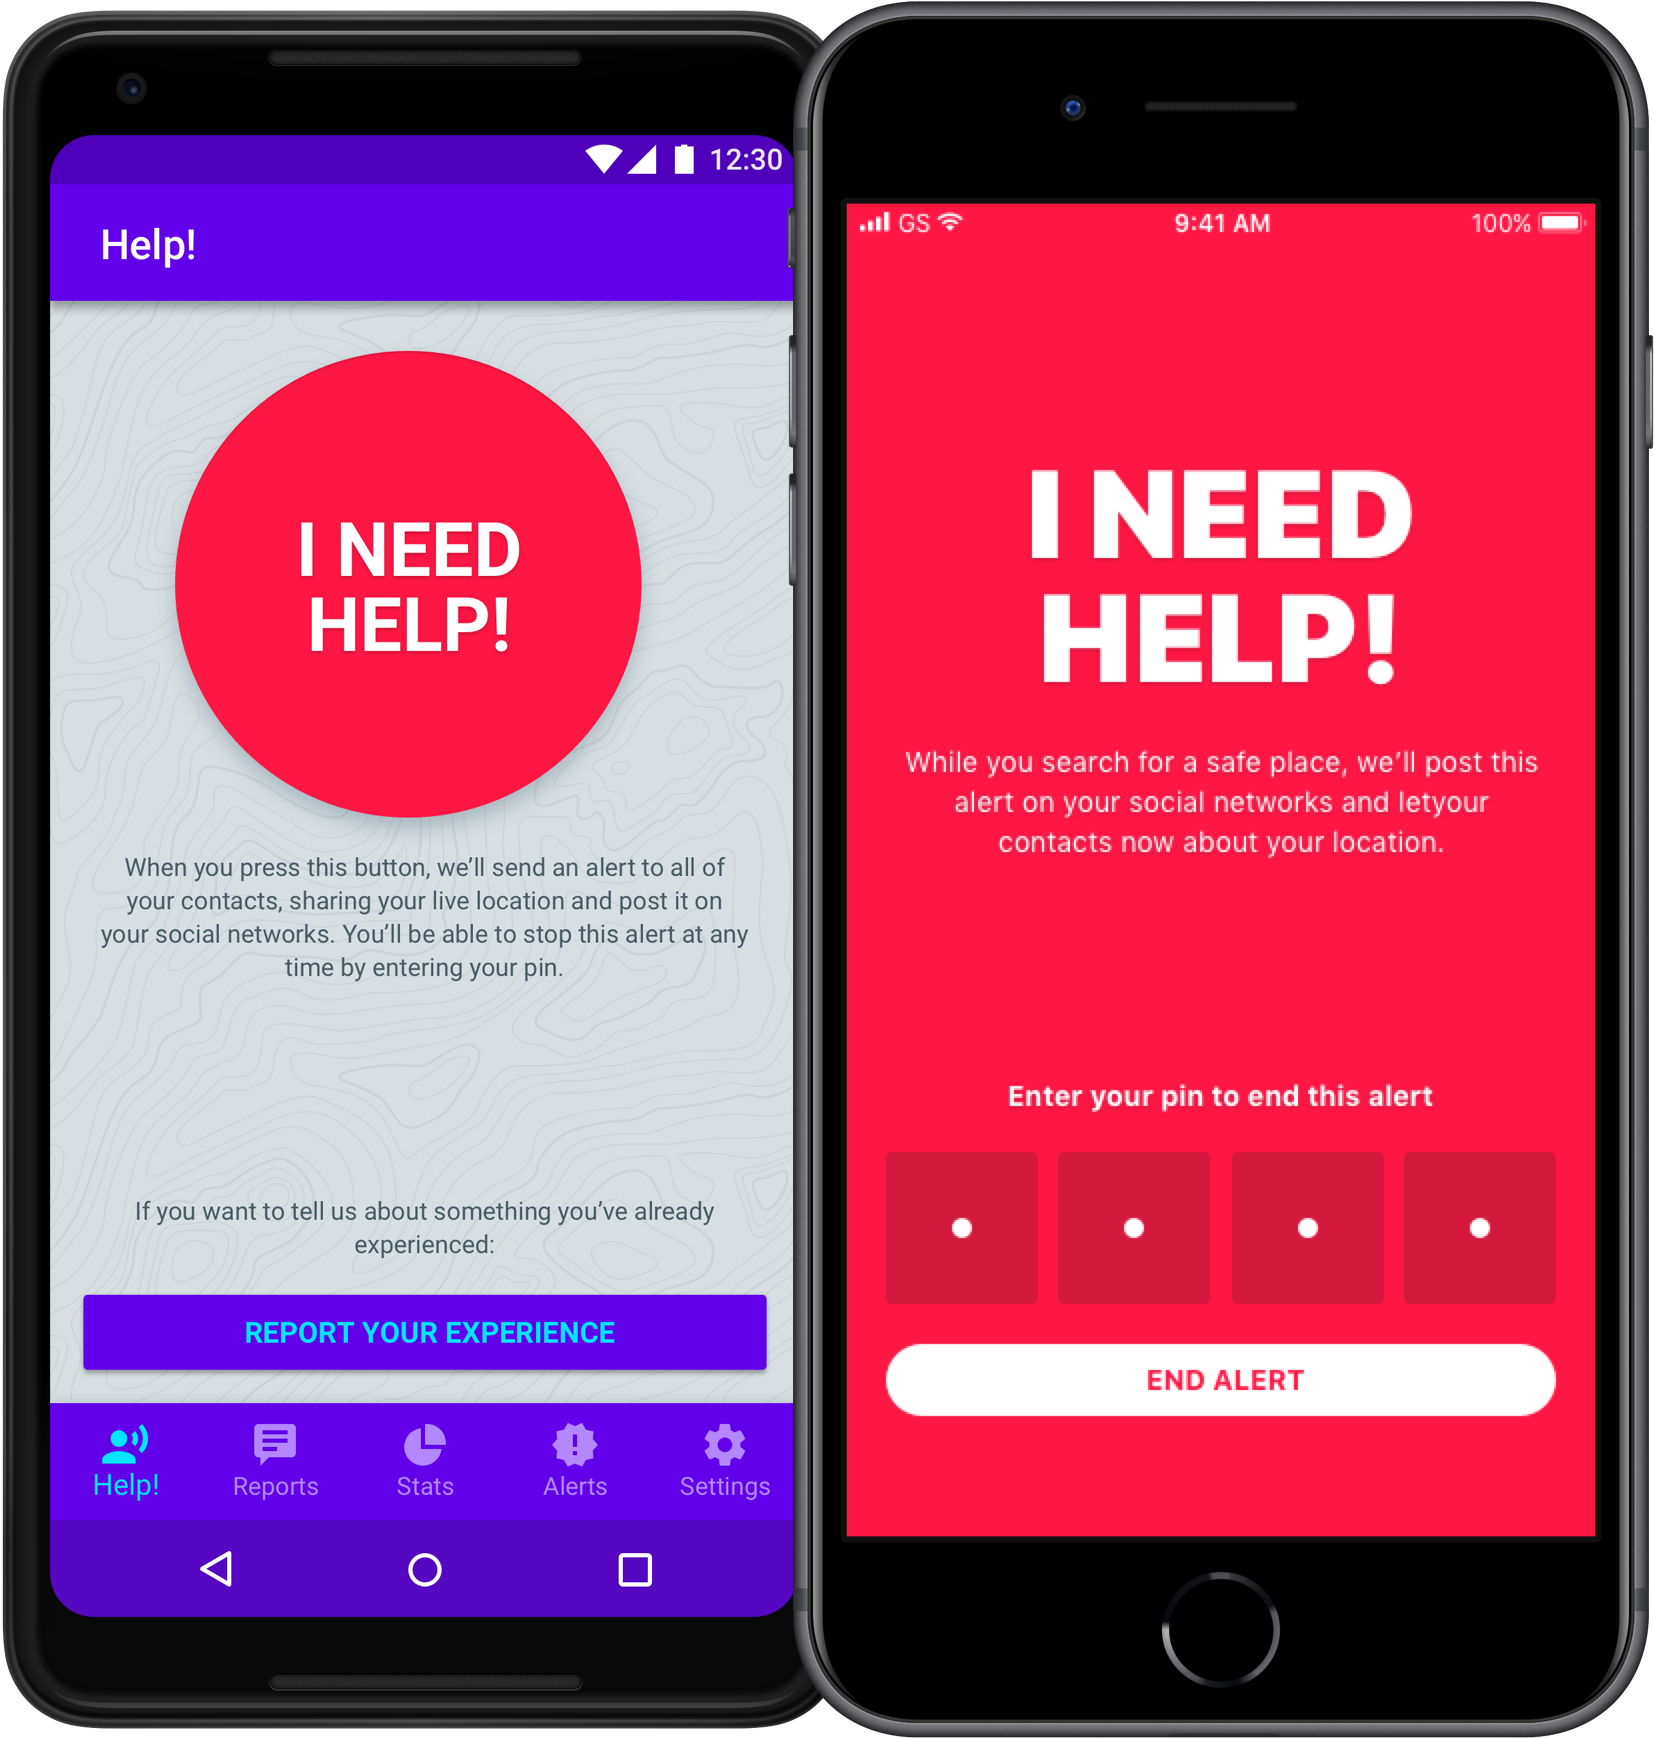 12:30
Help!
I NEED
HELP!
When you press this button, we’ll send an alert to all of
your contacts, sharing your live location and post it on
your social networks. You’ll be able to stop this alert at any
time by entering your pin.
If you want to tell us about something you’ve already
experienced:
REPORT YOUR EXPERIENCE
Help! Reports Stats Alerts Settings
GS 9:41 AM 100%
I NEED
HELP!
While you search for a safe place, we’ll post this
alert on your social networks and letyour
contacts now about your location.
Enter your pin to end this alert
END ALERT